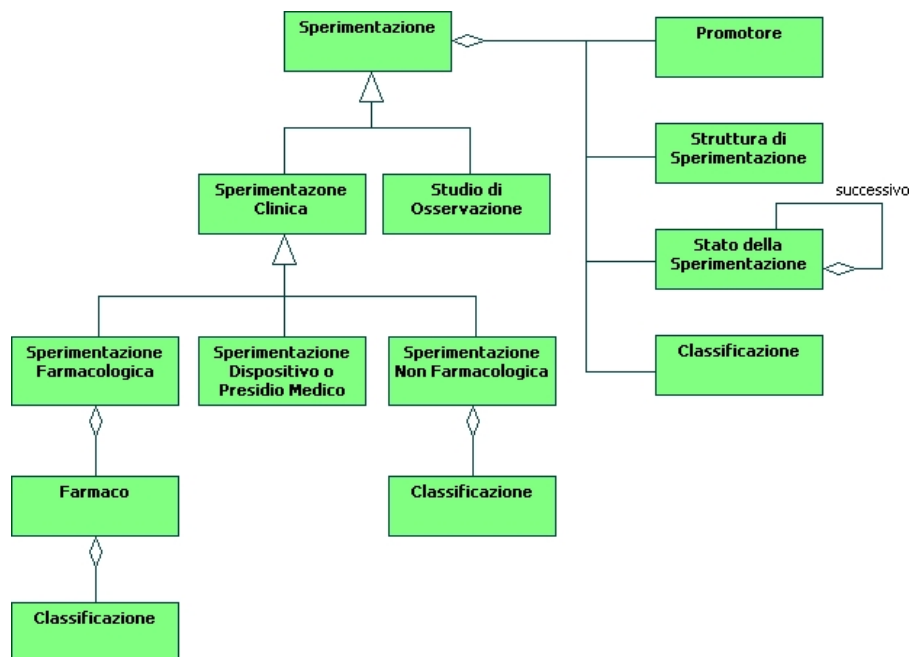 Sperimentazione
Promotore
Struttura di
Sperimentazione
Sperimentazone
Clinica
Studio di
Osservazione
successivo
Stato della
Sperimentazione
Sperimentazione
Farmacologica
Sperimentazione
Dispositivo o
Presidio Medico
Sperimentazione
Non Farmacologica
Classificazione
Farmaco
Classificazione
Classificazione